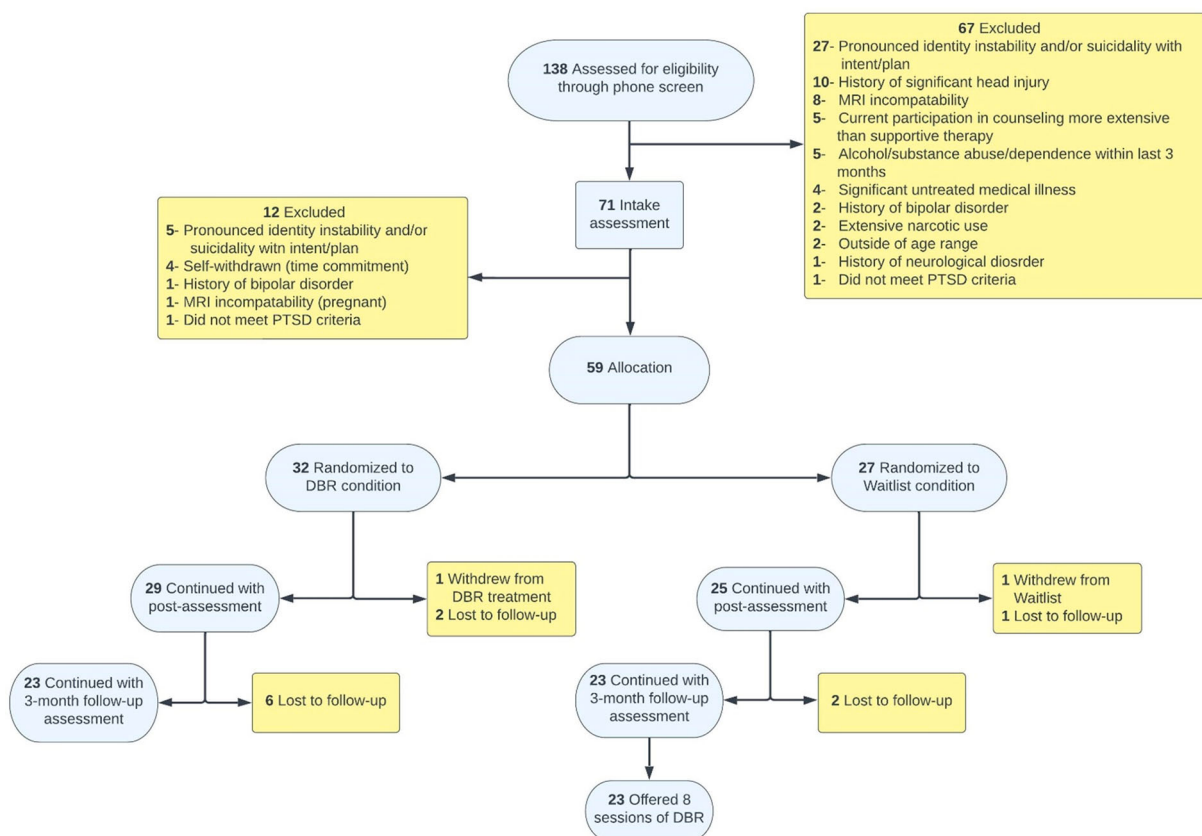 138 Assessed for eligibility
through phone screen
67 Excluded
27- Pronounced identity instability and/or suicidality with
intent/plan
10- History of significant head injury
8- MRI incompatability
5- Current participation in counseling more extensive
than supportive therapy
5- Alcohol/substance abuse/dependence within last 3
months
4- Significant untreated medical illness
2- History of bipolar disorder
2- Extensive narcotic use
2- Outside of age range
1- History of neurological diosrder
1- Did not meet PTSD criteria
71 Intake
assessment
12 Excluded
5- Pronounced identity instability and/or
suicidality witn intent/plan
4- Self-withdrawn (time commitment)
1- History of bipolar disorder
1- MRI incompatability (pregnant)
1- Did not meet PTSD criteria
59 Allocation
32 Randomized to
DBR condition
27 Randomized to
Waitlist condition
29 Continued with
post-assessment
1 Withdrew from
DBR treatment
2 Lost to follow-up
25 Continued with
post-assessment
1 Withdrew from
Waitlist
1 Lost to follow-up
23 Continued with
3-month follow-up
assessment
6 Lost to follow-up
23 Continued with
3-month follow-up
assessment
2 Lost to follow-up
23 Offered 8
sessions of DBR